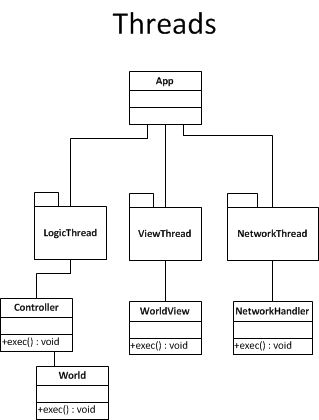 Threads
App
LogicThread
ViewThread
NetworkThread
Controller
+exec() : void
WorldView
+exec() : void
NetworkHandler
+exec() : void
World
+exec() : void